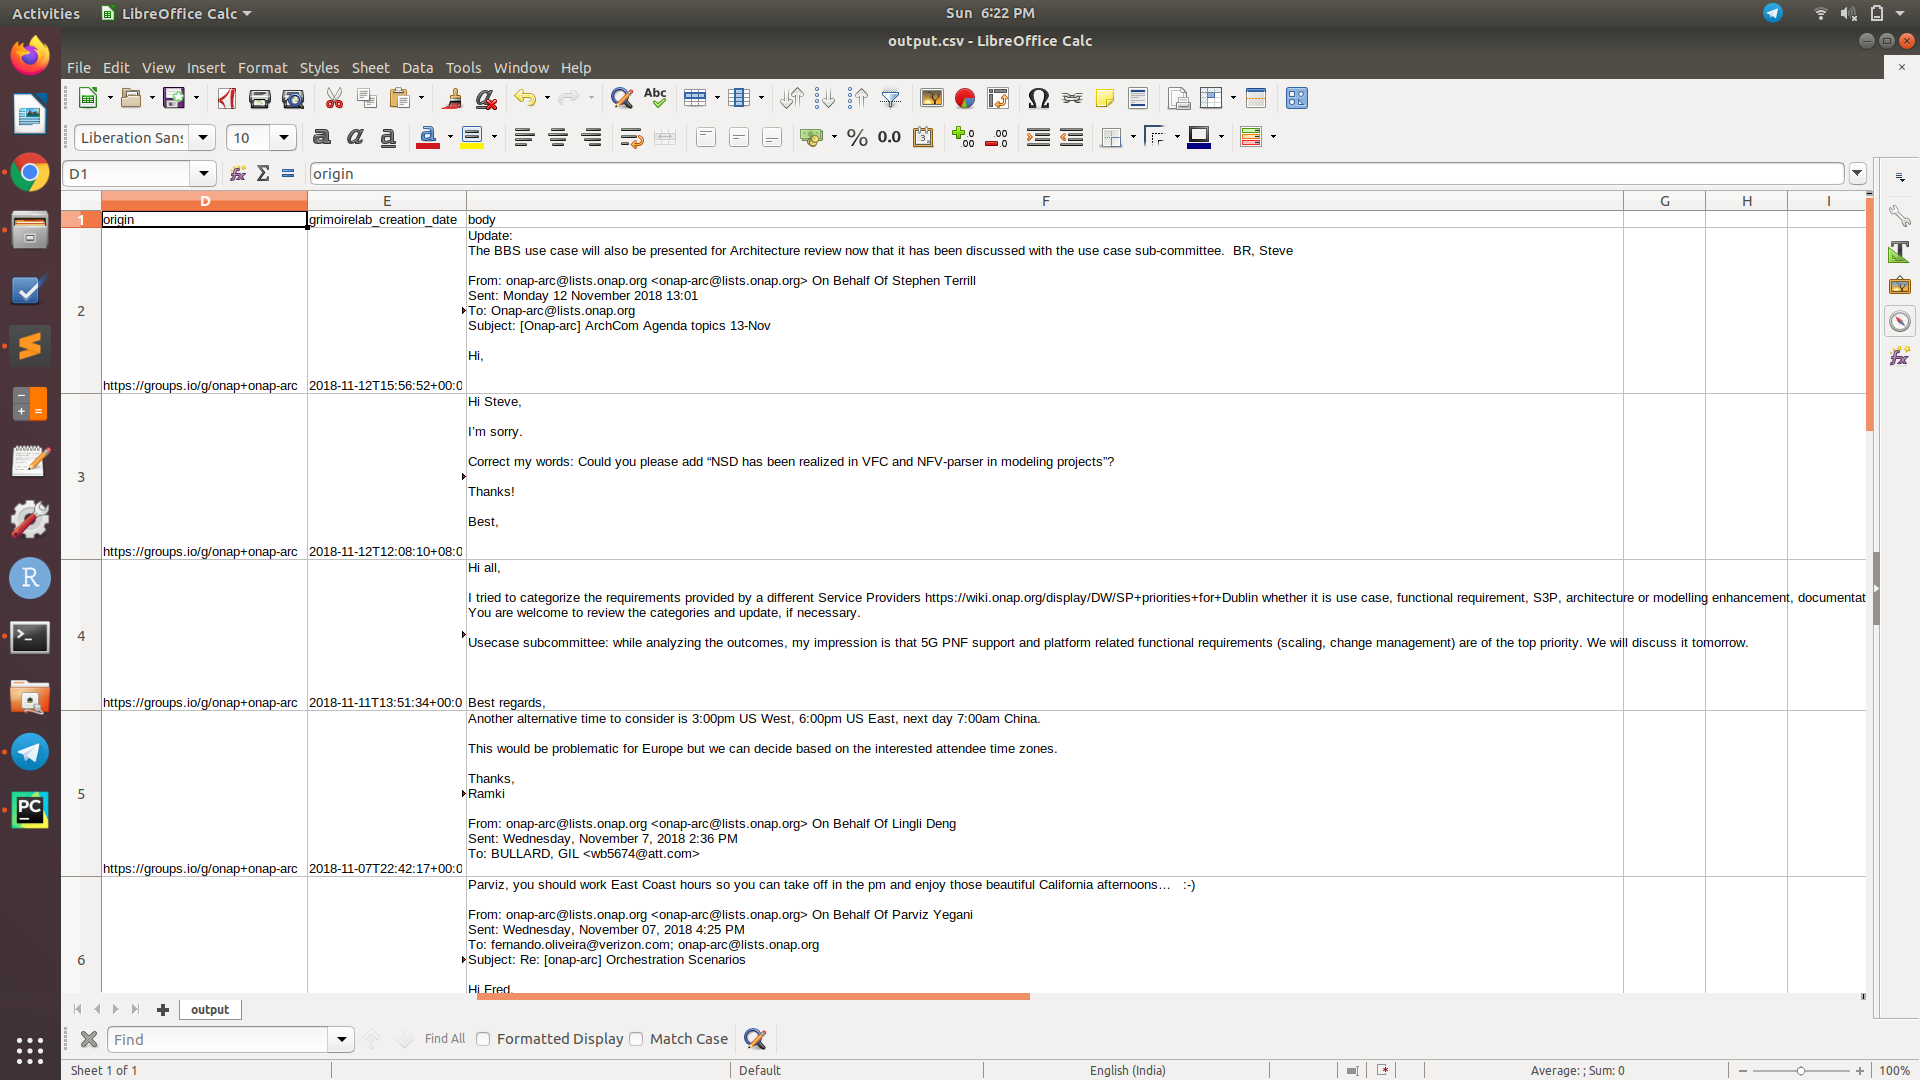 Activities
LibreOffice Calc
Sun 6:22 PM
output.csv - LibreOffice Calc
File Edit View Insert Format Styles Sheet Data Tools Window Help
Liberation Sans
10
D1
origin
D E F G H I
1 origin grimoirelab_creation_date body
2
Update:
The BBS use case will also be presented for Architecture review now that it has been discussed with the use case sub-committee. BR, Steve
From: onap-arc@lists.onap.org <onap-arc@lists.onap.org> On Behalf Of Stephen Terrill
Sent: Monday 12 November 2018 13:01
To: Onap-arc@lists.onap.org
Subject: [Onap-arc] ArchCom Agenda topics 13-Nov
Hi,
https://groups.io/g/onap+onap-arc 2018-11-12T15:56:52+00:0
3
Hi Steve,
I'm sorry.
Correct my words: Could you please add “NSD has been realized in VFC and NFV-parser in modeling projects”?
Thanks!
Best,
https://groups.io/g/onap+onap-arc 2018-11-12T12:08:10+08:0
4
Hi all,
I tried to categorize the requirements provided by a different Service Providers https://wiki.onap.org/display/DW/SP+priorities+for+Dublin whether it is use case, functional requirement, S3P, architecture or modelling enhancement, documentat
You are welcome to review the categories and update, if necessary.
Usecase subcommittee: while analyzing the outcomes, my impression is that 5G PNF support and platform related functional requirements (scaling, change management) are of the top priority. We will discuss it tomorrow.
https://groups.io/g/onap+onap-arc 2018-11-11T13:51:34+00:0 Best regards,
5
Another alternative time to consider is 3:00pm US West, 6:00pm US East, next day 7:00am China.
This would be problematic for Europe but we can decide based on the interested attendee time zones.
Thanks,
Ramki
From: onap-arc@lists.onap.org <onap-arc@lists.onap.org> On Behalf Of Lingli Deng
Sent: Wednesday, November 7, 2018 2:36 PM
To: BULLARD, GIL <wb5674@att.com>
https://groups.io/g/onap+onap-arc 2018-11-07T22:42:17+00:0
6
Parviz, you should work East Coast hours so you can take off in the pm and enjoy those beautiful California afternoons… :-)
From: onap-arc@lists.onap.org <onap-arc@lists.onap.org> On Behalf Of Parviz Yegani
Sent: Wednesday, November 07, 2018 4:25 PM
To: fernando.oliveira@verizon.com; onap-arc@lists.onap.org
Subject: Re: [onap-arc] Orchestration Scenarios
Hi Fred,
output
Find
Find All
Formatted Display
Match Case
Sheet 1 of 1
Default
English (India)
Average: ; Sum: 0
100%